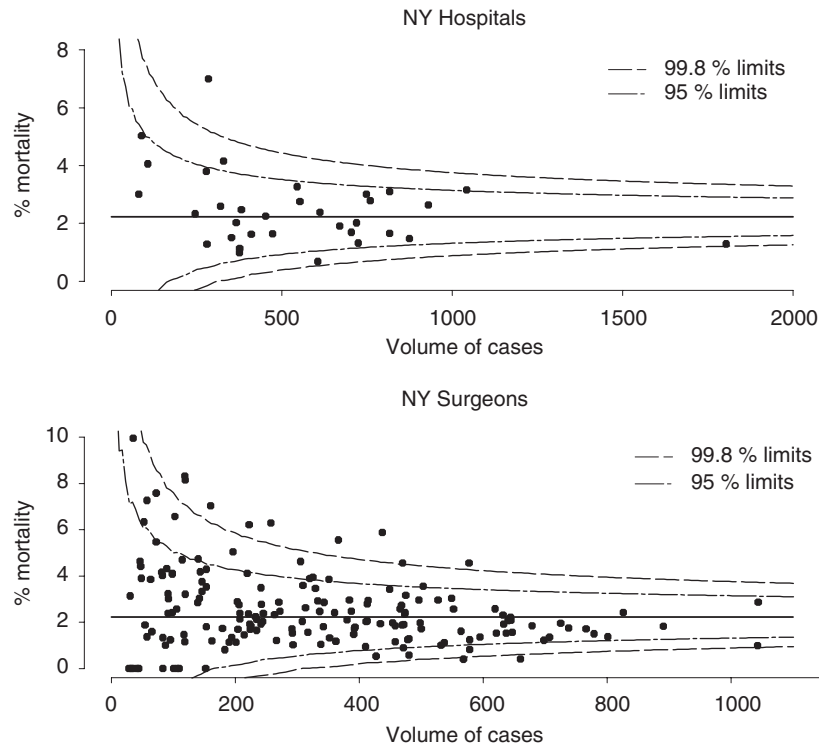 NY Hospitals
8
6
4
2
0
% mortality
99.8 % limits
95 % limits
0 500 1000 1500 2000
Volume of cases
NY Surgeons
10
8
6
4
2
0
% mortality
99.8 % limits
95 % limits
0 200 400 600 800 1000
Volume of cases